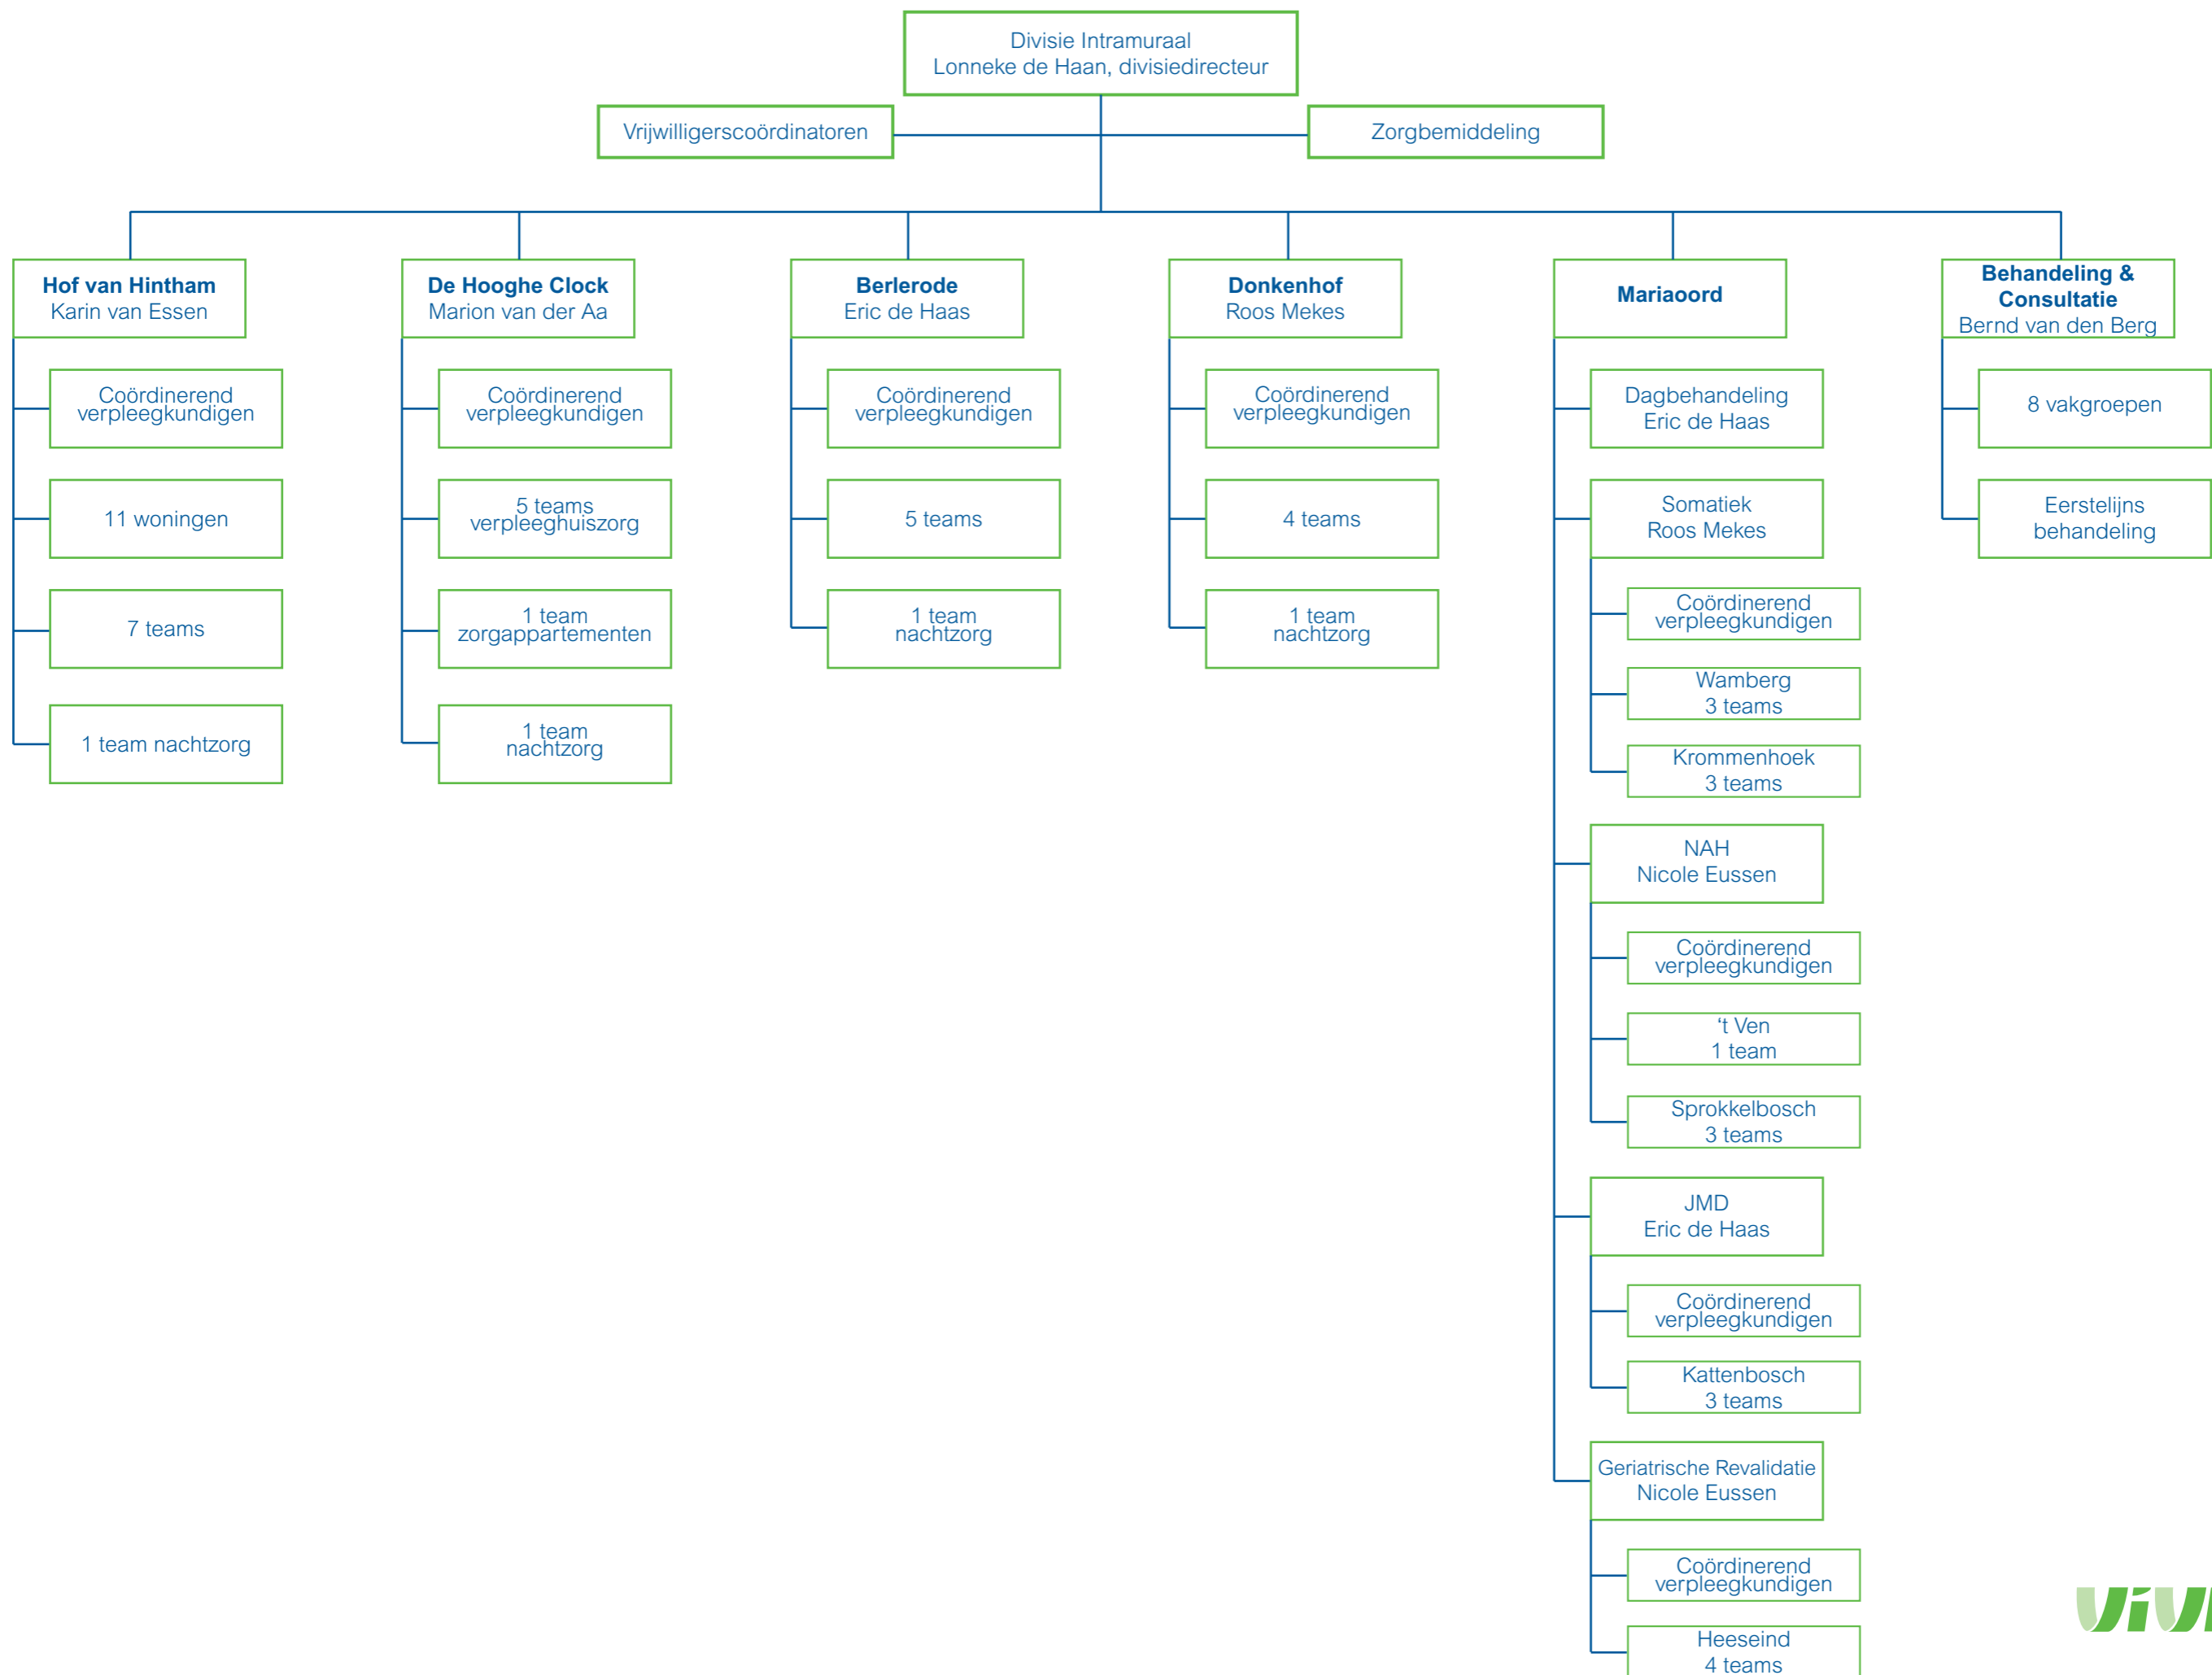 Divisie Intramuraal
Lonneke de Haan, divisiedirecteur
Vrijwilligerscoördinatoren
Zorgbemiddeling
Hof van Hintham
Karin van Essen
Coördinerend
verpleegkundigen
11 woningen
7 teams
1 team nachtzorg
De Hooghe Clock
Marion van der Aa
Coördinerend
verpleegkundigen
5 teams
verpleeghuiszorg
1 team
zorgappartementen
1 team
nachtzorg
Berlerode
Eric de Haas
Coördinerend
verpleegkundigen
5 teams
1 team
nachtzorg
Donkenhof
Roos Mekes
Coördinerend
verpleegkundigen
4 teams
1 team
nachtzorg
Mariaoord
Dagbehandeling
Eric de Haas
Somatiek
Roos Mekes
Coördinerend
verpleegkundigen
Wamberg
3 teams
Krommenhoek
3 teams
NAH
Nicole Eussen
Coördinerend
verpleegkundigen
‘t Ven
1 team
Sprokkelbosch
3 teams
JMD
Eric de Haas
Coördinerend
verpleegkundigen
Kattenbosch
3 teams
Geriatrische Revalidatie
Nicole Eussen
Coördinerend
verpleegkundigen
Heeseind
4 teams
Behandeling &
Consultatie
Bernd van den Berg
8 vakgroepen
Eerstelijns
behandeling